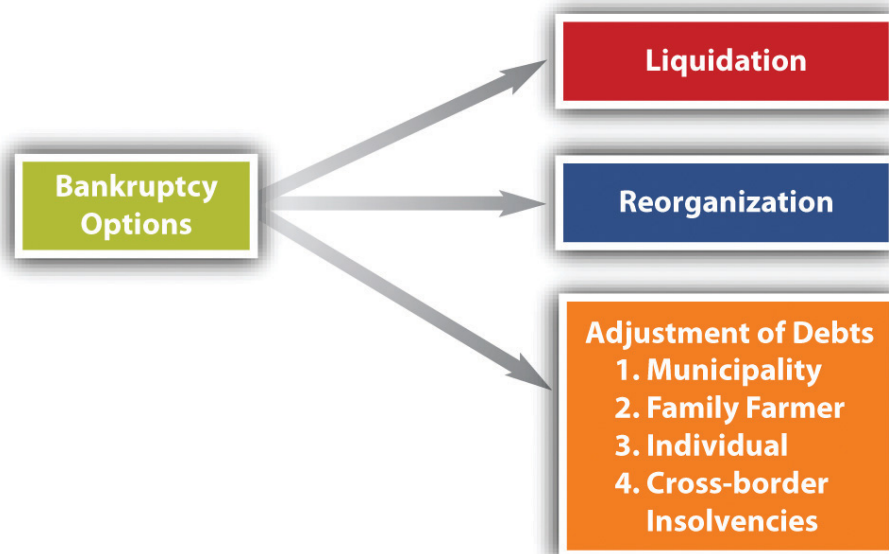 Bankruptcy
Options
Liquidation
Reorganization
Adjustment of Debts
1. Municipality
2. Family Farmer
3. Individual
4. Cross-border
Insolvencies